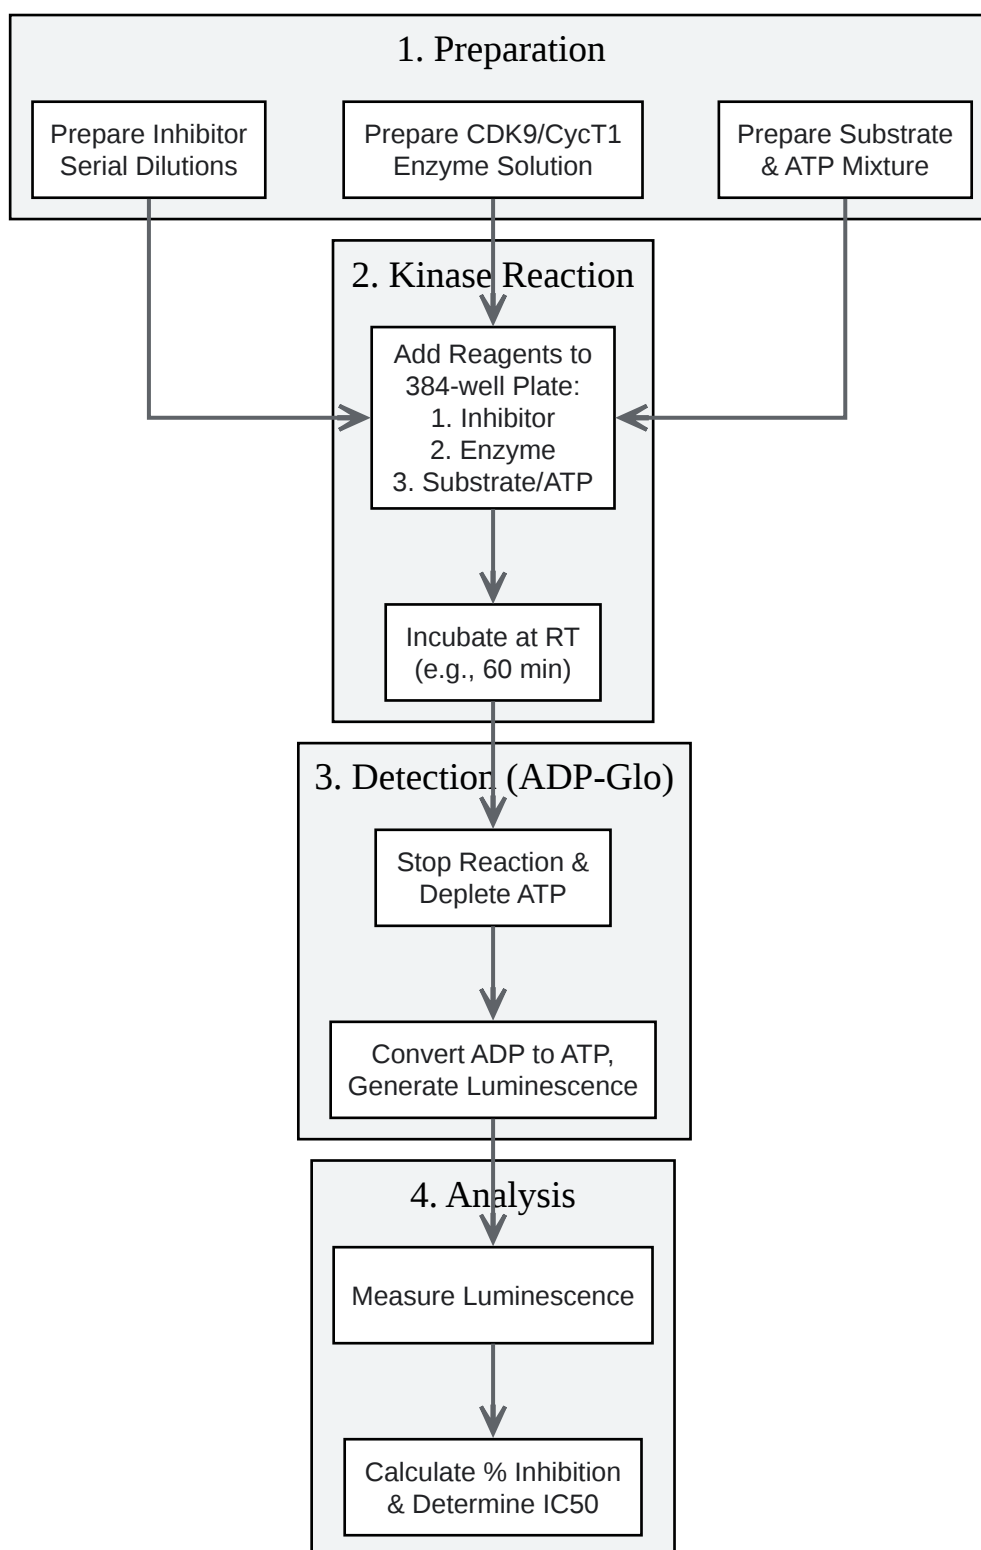 1. Preparation
Prepare Inhibitor
Serial Dilutions
Prepare CDK9/CycT1
Enzyme Solution
Prepare Substrate
& ATP Mixture
2. Kinase Reaction
Add Reagents to
384-well Plate:
1. Inhibitor
2. Enzyme
3. Substrate/ATP
Incubate at RT
(e.g., 60 min)
3. Detection (ADP-Glo)
Stop Reaction &
Deplete ATP
Convert ADP to ATP,
Generate Luminescence
4. Analysis
Measure Luminescence
Calculate % Inhibition
& Determine IC50